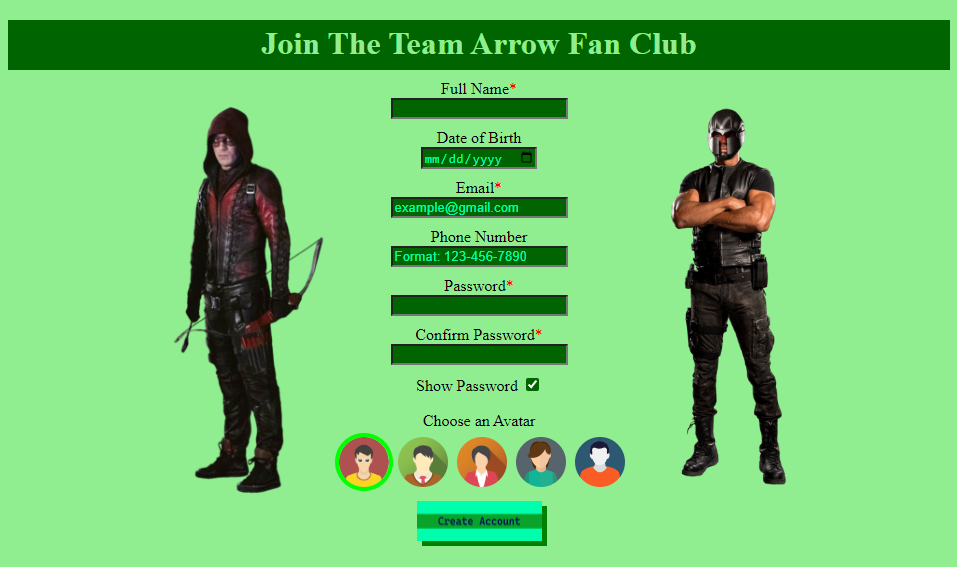 Join The Team Arrow Fan Club
Full Name*
Date of Birth
mm/dd/yyyy
Email*
example@gmail.com
Phone Number
Format: 123-456-7890
Password*
Confirm Password*
Show Password
Choose an Avatar
Create Account